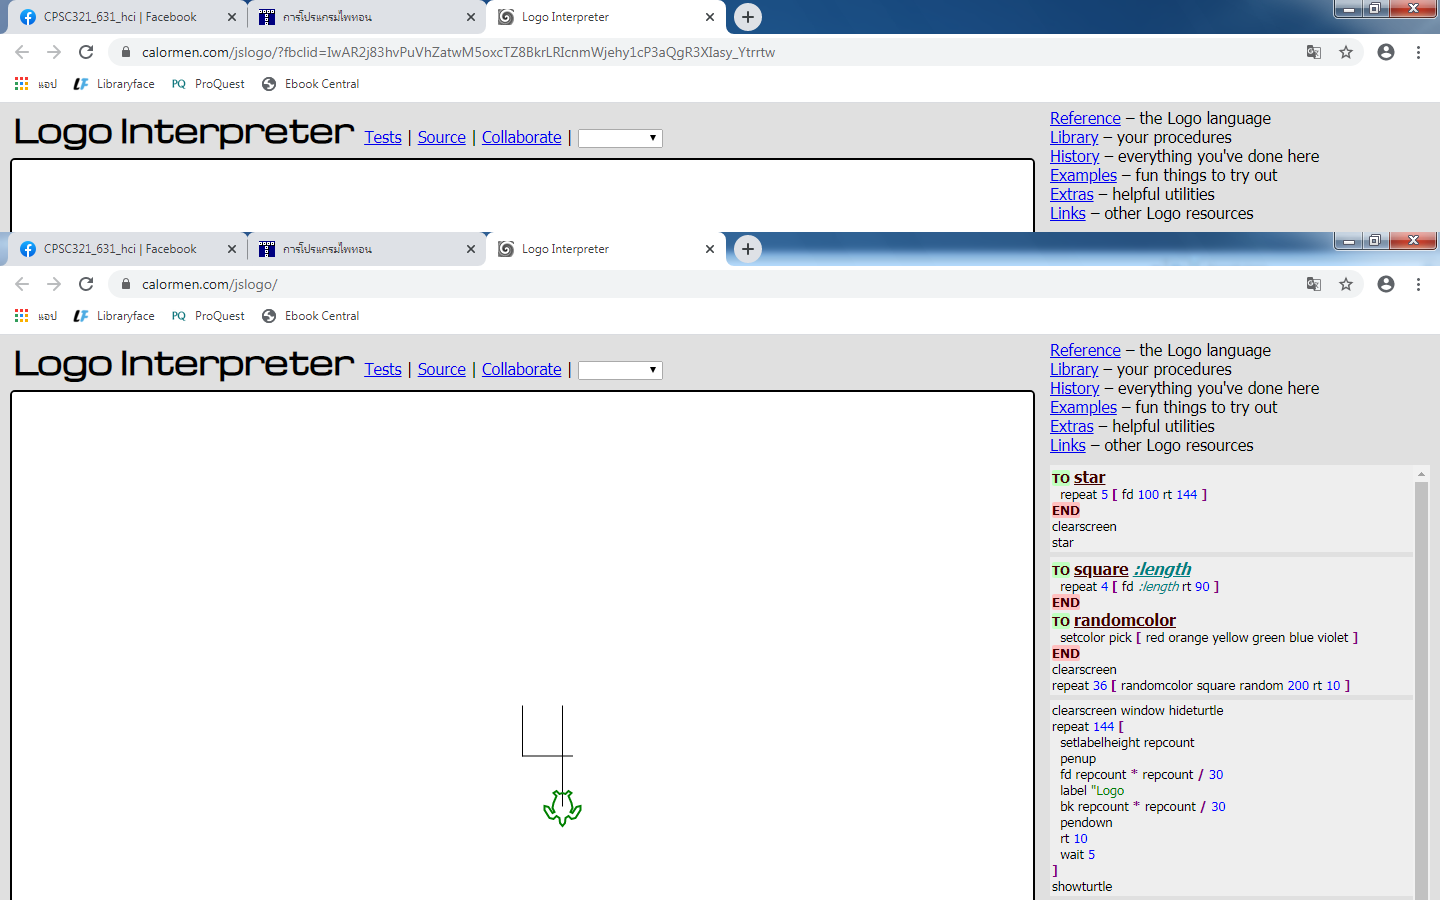 CPSC321_631_hci | Facebook
การโปรแกรมไพทอน
Logo Interpreter
calormen.com/jslogo/?fbclid=IwAR2j83hvPuVhZatwM5oxcTZ8BkrLRIcnmWjehy1cP3aQgR3XIasy_Ytrrtw
แอป
Libraryface
PQ ProQuest
Ebook Central
Logo Interpreter Tests | Source | Collaborate |
Reference – the Logo language
Library – your procedures
History – everything you've done here
Examples – fun things to try out
Extras – helpful utilities
Links – other Logo resources
CPSC321_631_hci | Facebook
การโปรแกรมไพทอน
Logo Interpreter
calormen.com/jslogo/
แอป
Libraryface
PQ ProQuest
Ebook Central
Logo Interpreter Tests | Source | Collaborate |
Reference – the Logo language
Library – your procedures
History – everything you've done here
Examples – fun things to try out
Extras – helpful utilities
Links – other Logo resources
TO star
repeat 5 [ fd 100 rt 144 ]
END
clearscreen
star
TO square :length
repeat 4 [ fd :length rt 90 ]
END
TO randomcolor
setcolor pick [ red orange yellow green blue violet ]
END
clearscreen
repeat 36 [ randomcolor square random 200 rt 10 ]
clearscreen window hideturtle
repeat 144 [
setlabelheight repcount
penup
fd repcount * repcount / 30
label "Logo
bk repcount * repcount / 30
pendown
rt 10
wait 5
]
showturtle